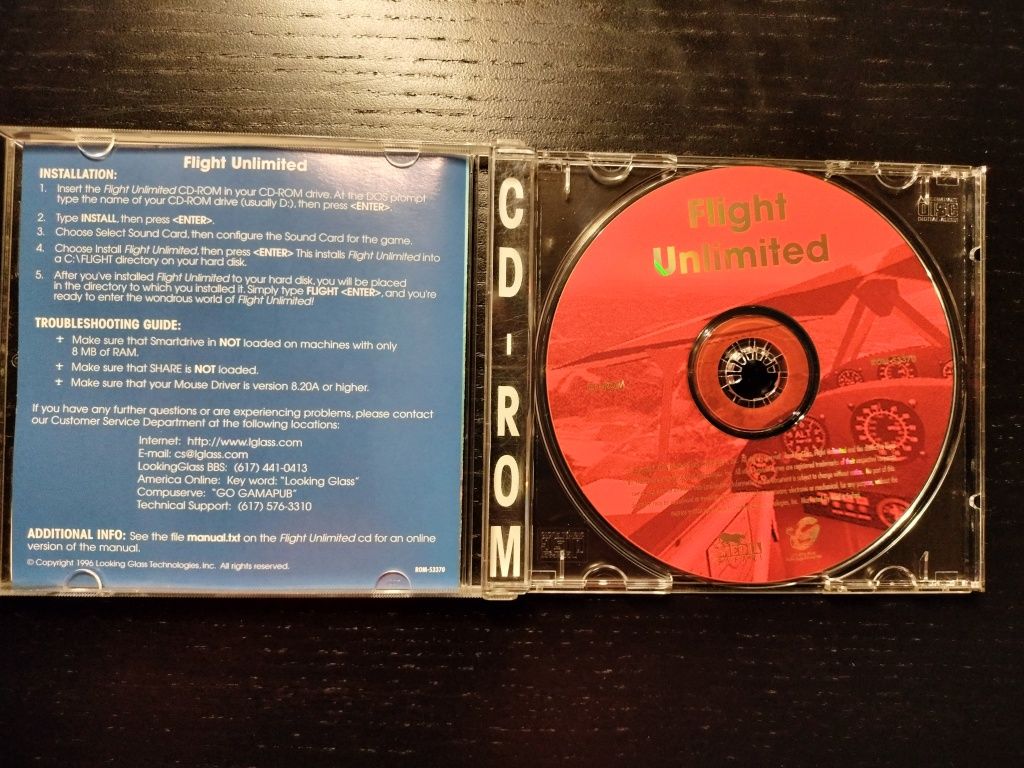 Flight Unlimited
INSTALLATION:
1. Insert the Flight Unlimited CD-ROM in your CD-ROM drive. At the DOS prompt
type the name of your CD-ROM drive (usually D:), then press <ENTER>.
2. Type INSTALL, then press <ENTER>.
3. Choose Select Sound Card, then configure the Sound Card for the game.
4. Choose Install Flight Unlimited, then press <ENTER> This installs Flight Unlimited into
a C:\FLIGHT directory on your hard disk.
5. After you've installed Flight Unlimited to your hard disk, you will be placed
in the directory to which you installed it. Simply type FLIGHT <ENTER>, and you're
ready to enter the wondrous world of Flight Unlimited!
TROUBLESHOOTING GUIDE:
Make sure that Smartdrive in NOT loaded on machines with only
8 MB of RAM.
Make sure that SHARE is NOT loaded.
Make sure that your Mouse Driver is version 8.20A or higher.
If you have any further questions or are experiencing problems, please contact
our Customer Service Department at the following locations:
Internet: http://www.lglass.com
E-mail: cs@lglass.com
LookingGlass BBS: (617) 441-0413
America Online: Key word: "Looking Glass"
Compuserve: "GO GAMAPUB"
Technical Support: (617) 576-3310
ADDITIONAL INFO: See the file manual.txt on the Flight Unlimited cd for an online
version of the manual.
© Copyright 1996 Looking Glass Technologies, Inc. All rights reserved.
ROM-53370
CD-ROM
Flight
Unlimited
ROM-53370
CD-ROM
disc
DIGITAL AUDIO